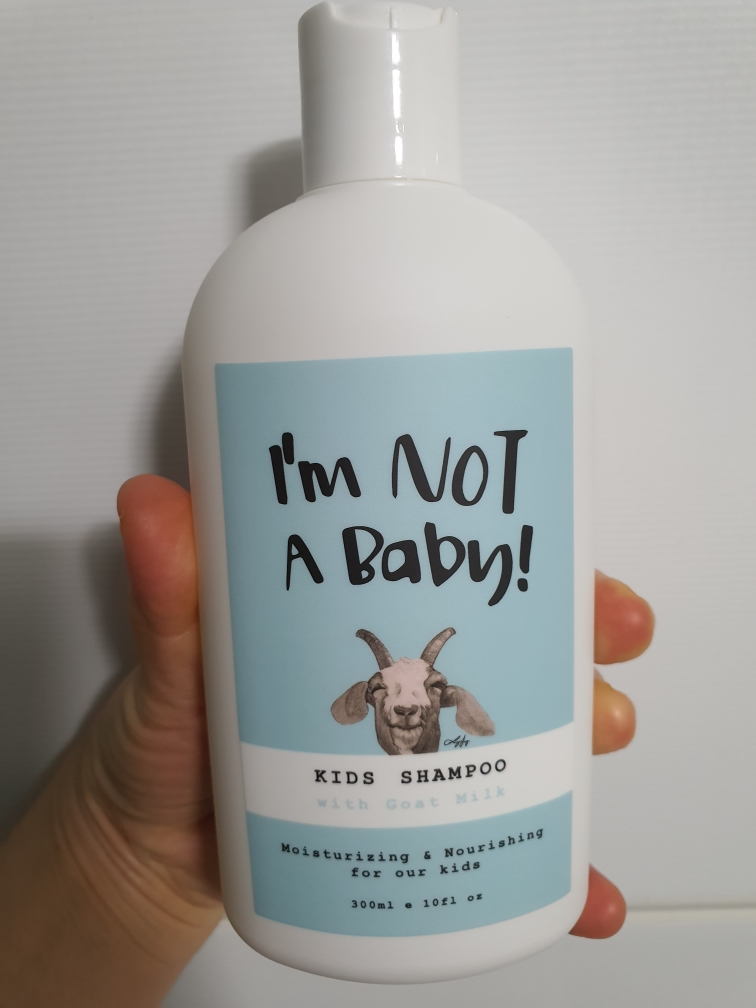 I'm NOT
A Baby!
KIDS SHAMPOO
with Goat Milk
Moisturizing & Nourishing
for our kids
300ml e 10fl oz